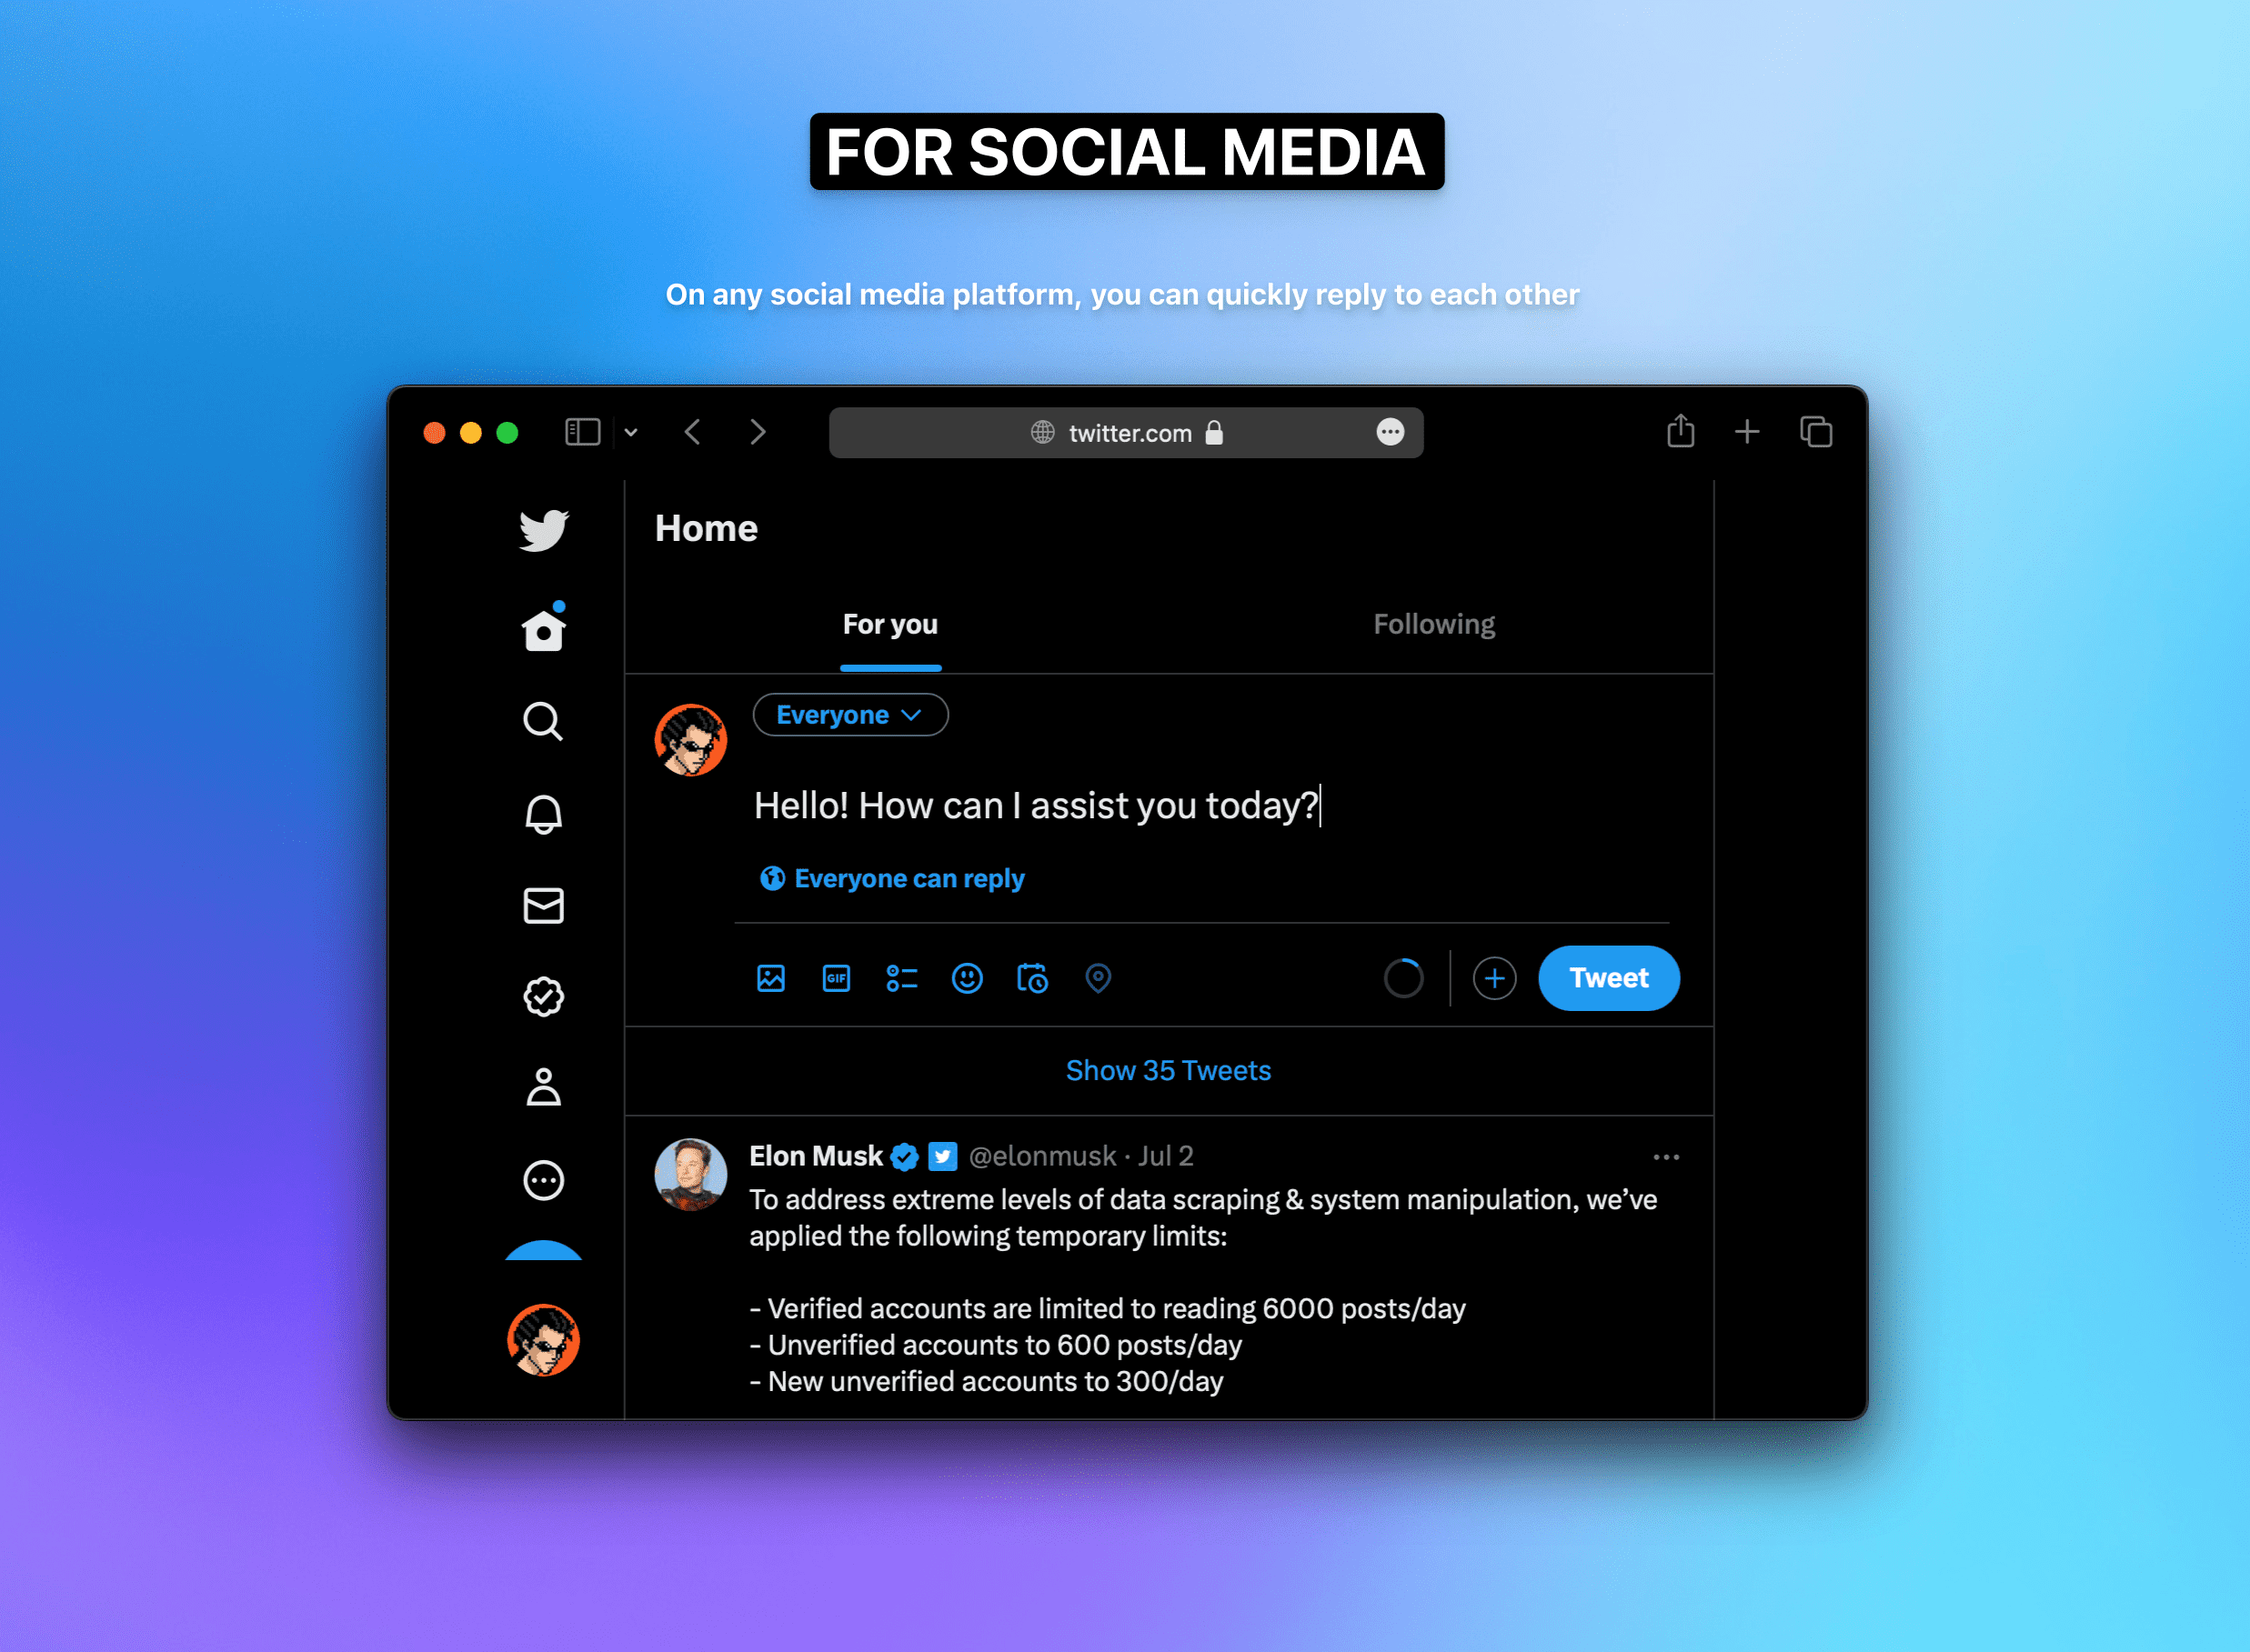 FOR SOCIAL MEDIA
On any social media platform, you can quickly reply to each other
twitter.com
Home
For you
Following
Everyone
Hello! How can I assist you today?
Everyone can reply
GIF
Tweet
Show 35 Tweets
Elon Musk @elonmusk · Jul 2
To address extreme levels of data scraping & system manipulation, we’ve
applied the following temporary limits:
- Verified accounts are limited to reading 6000 posts/day
- Unverified accounts to 600 posts/day
- New unverified accounts to 300/day